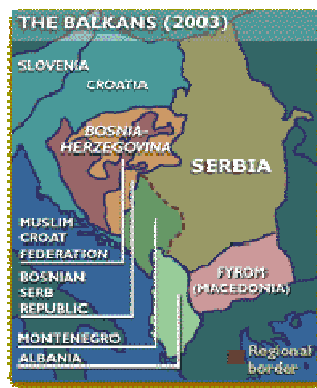 THE BALKANS (2003)
SLOVENIA
CROATIA
BOSNIA-
HERZEGOVINA
SERBIA
MUSLIM
CROAT
FEDERATION
BOSNIAN
SERB
REPUBLIC
FYROM
(MACEDONIA)
MONTENEGRO
ALBANIA
Regional
border